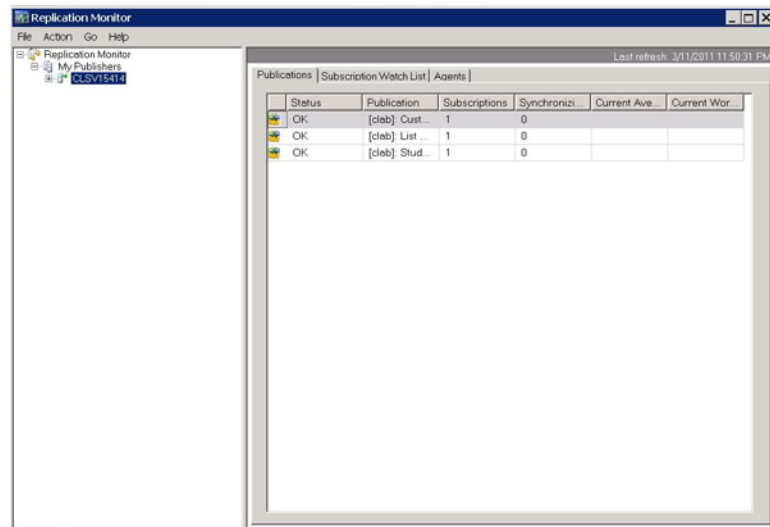 Replication Monitor
File Action Go Help
Last refresh: 3/11/2011 11:50:31 PM
Replication Monitor
My Publishers
CLSV15414
Publications Subscription Watch List Agents
Status Publication Subscriptions Synchronizi... Current Ave... Current Wor...
OK [clab]: Cust... 1 0
OK [clab]: List ... 1 0
OK [clab]: Stud... 1 0